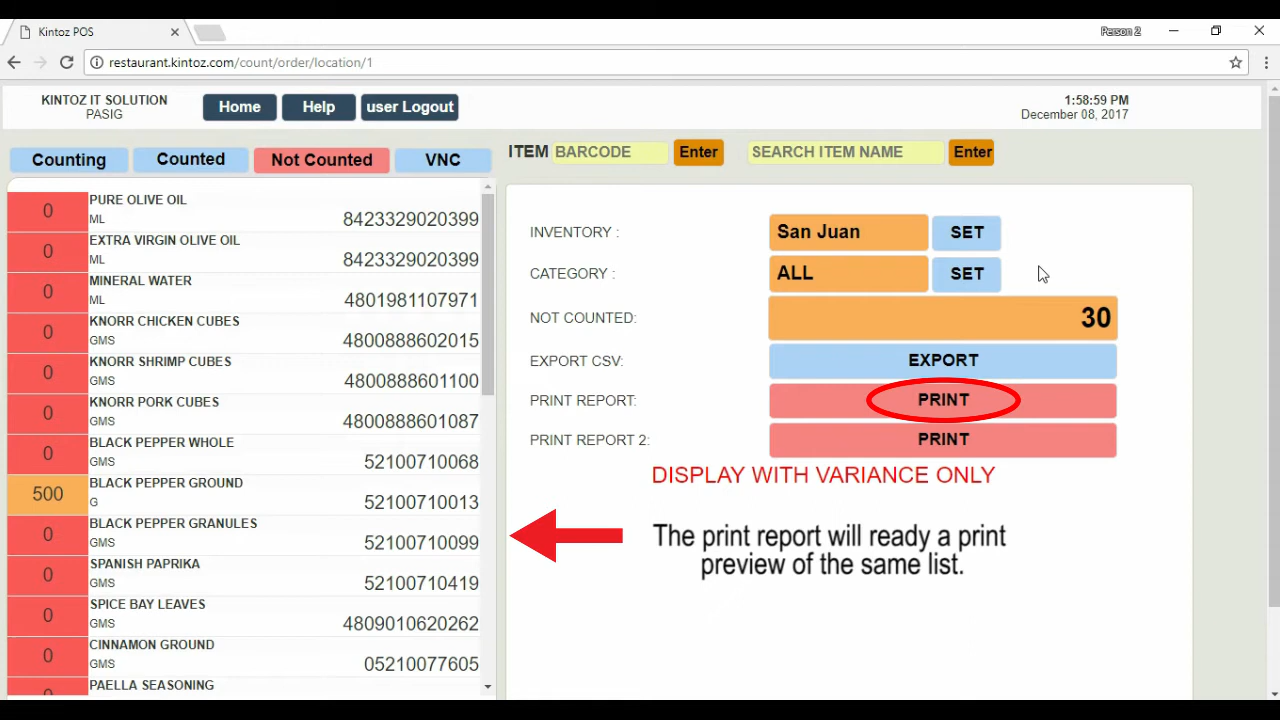 Kintoz POS
Person 2
restaurant.kintoz.com/count/order/location/1
KINTOZ IT SOLUTION
PASIG
Home
Help
user Logout
1:58:59 PM
December 08, 2017
Counting
Counted
Not Counted
VNC
ITEM
BARCODE
Enter
SEARCH ITEM NAME
Enter
0
PURE OLIVE OIL
ML
8423329020399
0
EXTRA VIRGIN OLIVE OIL
ML
8423329020399
0
MINERAL WATER
ML
4801981107971
0
KNORR CHICKEN CUBES
GMS
4800888602015
0
KNORR SHRIMP CUBES
GMS
4800888601100
0
KNORR PORK CUBES
GMS
4800888601087
0
BLACK PEPPER WHOLE
GMS
52100710068
500
BLACK PEPPER GROUND
G
52100710013
0
BLACK PEPPER GRANULES
GMS
52100710099
0
SPANISH PAPRIKA
GMS
52100710419
0
SPICE BAY LEAVES
GMS
4809010620262
0
CINNAMON GROUND
GMS
05210077605
0
PAELLA SEASONING
INVENTORY :
San Juan
SET
CATEGORY :
ALL
SET
NOT COUNTED:
30
EXPORT CSV:
EXPORT
PRINT REPORT:
PRINT
PRINT REPORT 2:
PRINT
DISPLAY WITH VARIANCE ONLY
The print report will ready a print
preview of the same list.